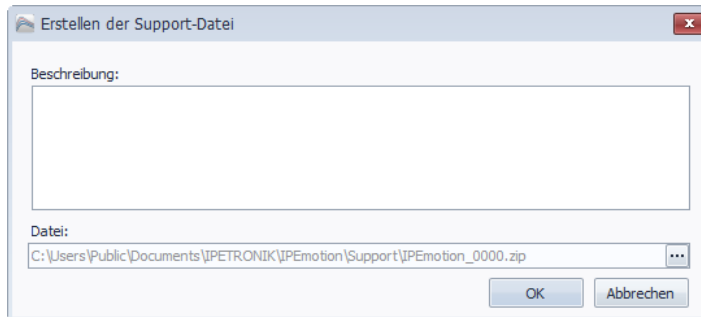 Erstellen der Support-Datei
Beschreibung:
Datei:
C:\Users\Public\Documents\IPETRONIK\IPEmotion\Support\IPEmotion_0000.zip
...
OK Abbrechen